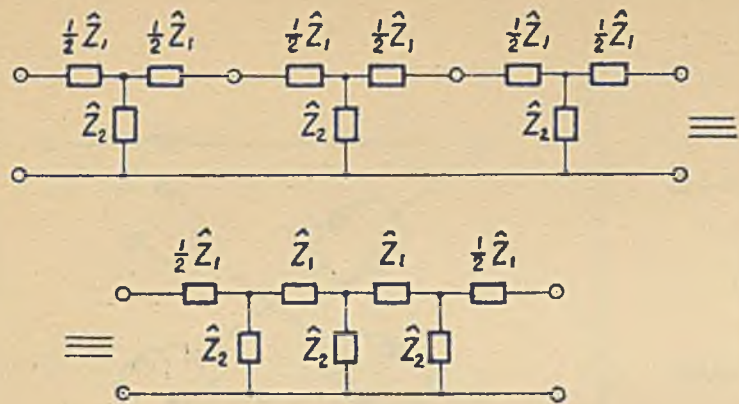 ½Ẑ₁ ½Ẑ₁ ½Ẑ₁ ½Ẑ₁ ½Ẑ₁ ½Ẑ₁
Ẑ₂ Ẑ₂ Ẑ₂ ≡
½Ẑ₁ Ẑ₁ Ẑ₁ ½Ẑ₁
≡ Ẑ₂ Ẑ₂ Ẑ₂